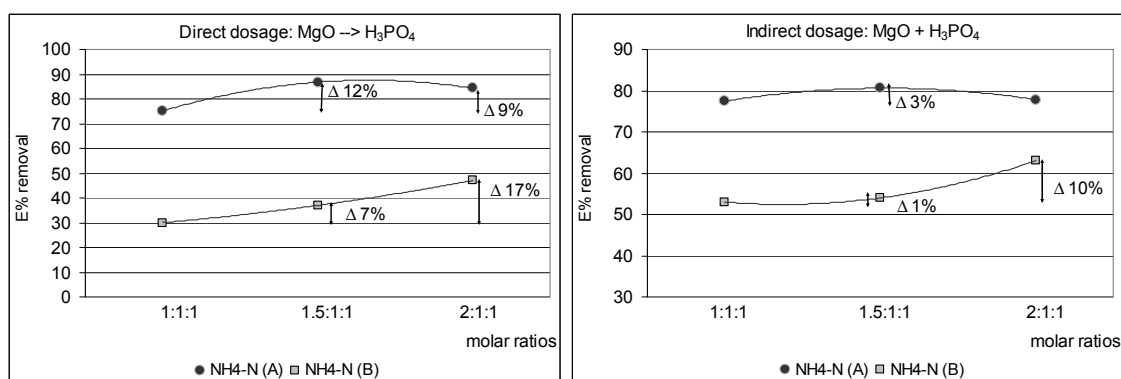 Direct dosage: MgO --> H₃PO₄
100
90
80
70
60
50
40
30
20
10
0
E% removal
Δ 12%
Δ 9%
Δ 17%
Δ 7%
1:1:1 1.5:1:1 2:1:1
molar ratios
NH4-N (A) NH4-N (B)
Indirect dosage: MgO + H₃PO₄
90
80
70
60
50
40
30
E% removal
Δ 3%
Δ 10%
Δ 1%
1:1:1 1.5:1:1 2:1:1
molar ratios
NH4-N (A) NH4-N (B)